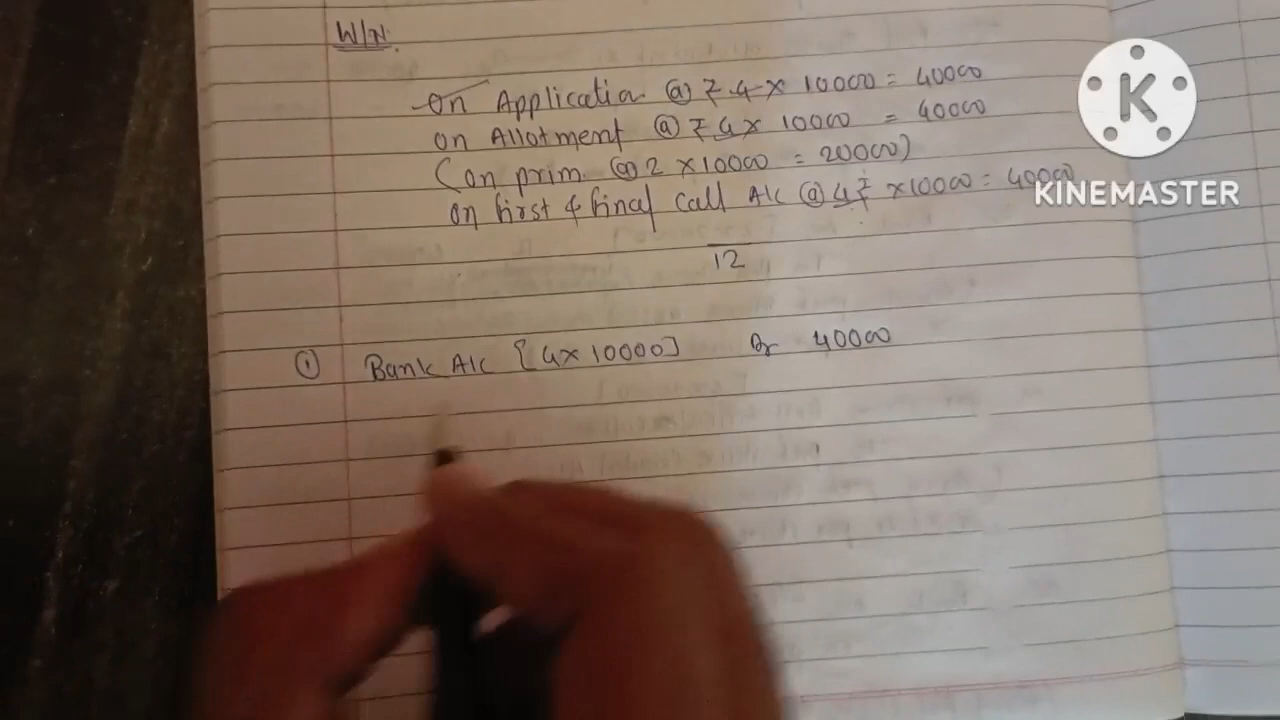 W/N:
On Application @ ₹ 4 x 10000 = 40000
on Allotment @ ₹ 4 x 10000 = 40000
(on prim. @ 2 x 10000 = 20000)
on first & final call A/c @ 4 ₹ x 10000 = 40000
12
① Bank A/c [4 x 10000] Dr 40000
K
KINEMASTER